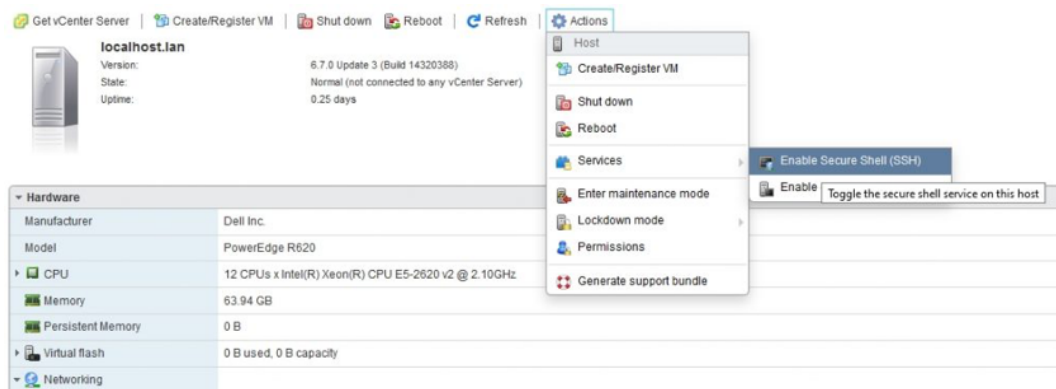 Get vCenter Server | Create/Register VM | Shut down Reboot | Refresh | Actions
localhost.lan
Version: 6.7.0 Update 3 (Build 14320388)
State: Normal (not connected to any vCenter Server)
Uptime: 0.25 days
Host
Create/Register VM
Shut down
Reboot
Services
Enable Secure Shell (SSH)
Enable
Toggle the secure shell service on this host
Enter maintenance mode
Lockdown mode
Permissions
Generate support bundle
Hardware
Manufacturer Dell Inc.
Model PowerEdge R620
CPU 12 CPUs x Intel(R) Xeon(R) CPU E5-2620 v2 @ 2.10GHz
Memory 63.94 GB
Persistent Memory 0 B
Virtual flash 0 B used, 0 B capacity
Networking